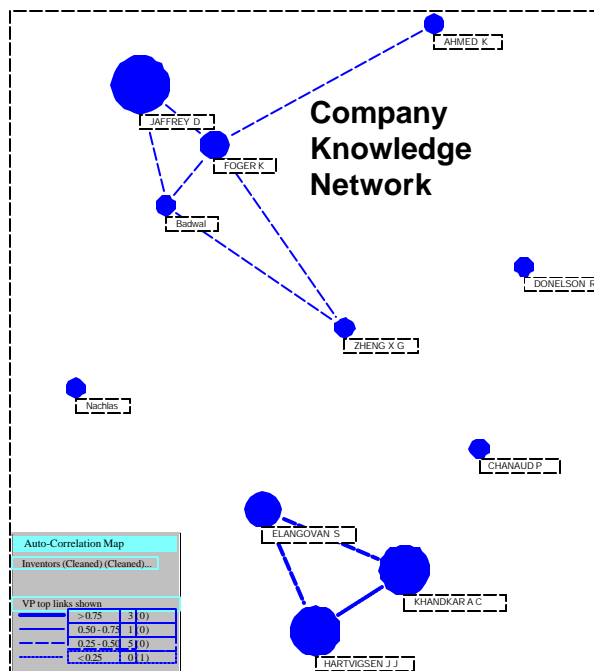 AHMED K
Company
Knowledge
Network
JAFFREY D
FOGER K
Badwal
DONELSON R
ZHENG X G
Nachlas
CHANAUD P
ELANGOVAN S
KHANDKAR A C
HARTVIGSEN J J
Auto-Correlation Map
Inventors (Cleaned) (Cleaned)...
VP top links shown
> 0.75 3 (0)
0.50 - 0.75 1 (0)
0.25 - 0.50 5 (0)
< 0.25 0 (1)